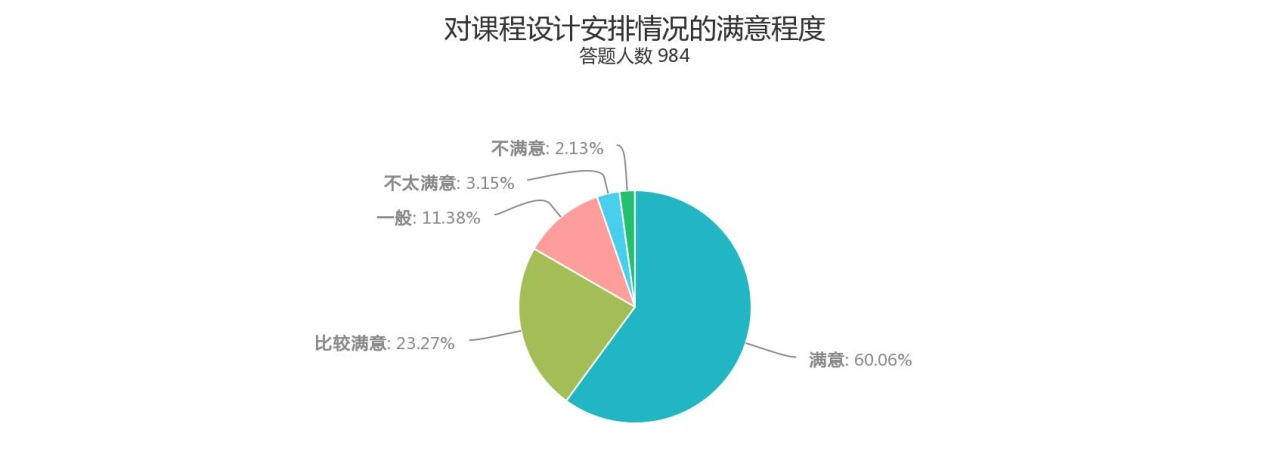 对课程设计安排情况的满意程度
答题人数 984
不满意: 2.13%
不太满意: 3.15%
一般: 11.38%
比较满意: 23.27%
满意: 60.06%